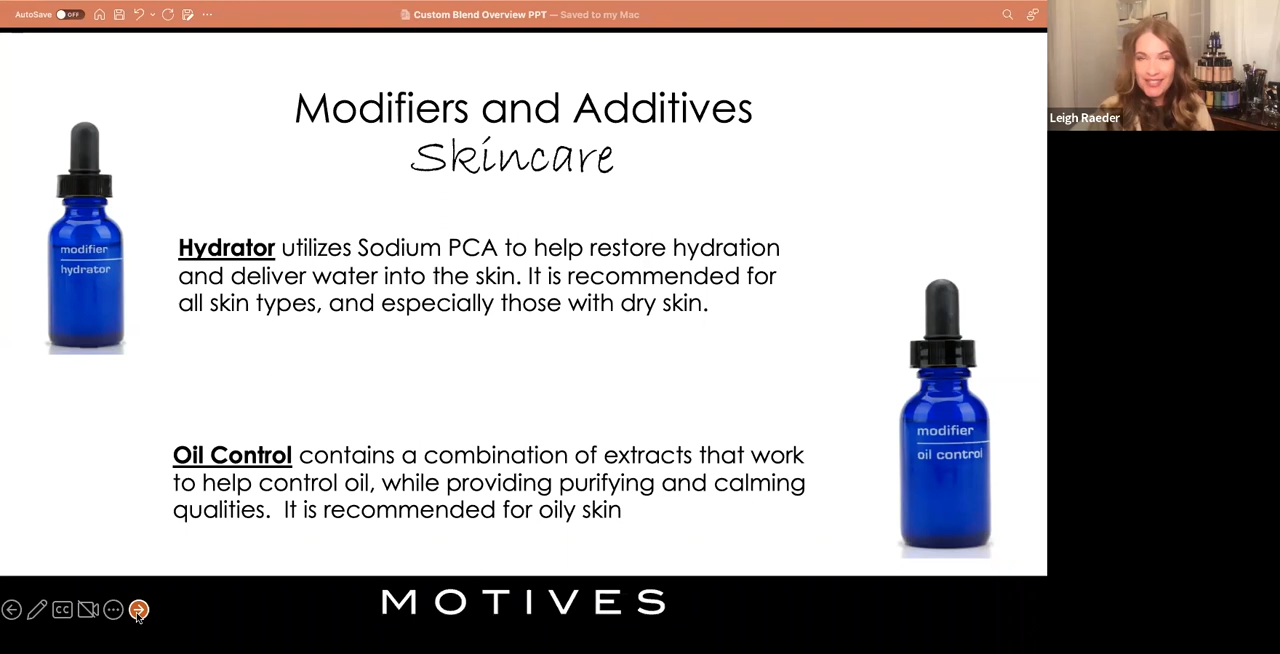 AutoSave OFF
Custom Blend Overview PPT — Saved to my Mac
Leigh Raeder
Modifiers and Additives
Skincare
modifier
hydrator
Hydrator utilizes Sodium PCA to help restore hydration
and deliver water into the skin. It is recommended for
all skin types, and especially those with dry skin.
modifier
oil control
Oil Control contains a combination of extracts that work
to help control oil, while providing purifying and calming
qualities.  It is recommended for oily skin
CC
MOTIVES